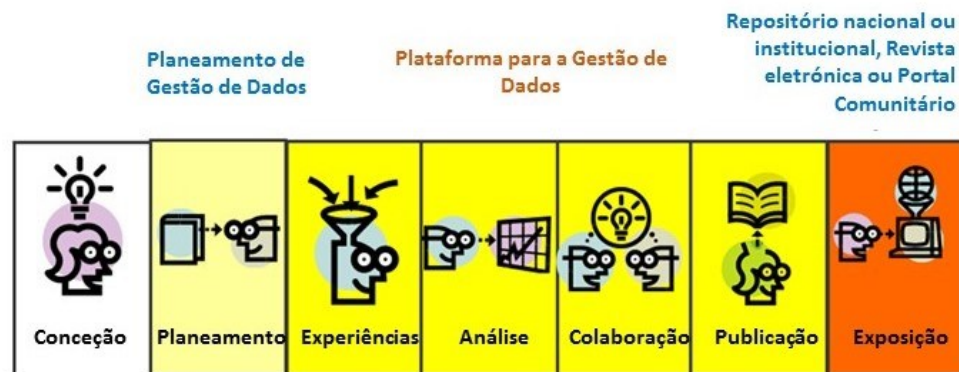 Planeamento de
Gestão de Dados
Plataforma para a Gestão de
Dados
Repositório nacional ou
institucional, Revista
eletrónica ou Portal
Comunitário
Conceção
Planeamento
Experiências
Análise
Colaboração
Publicação
Exposição